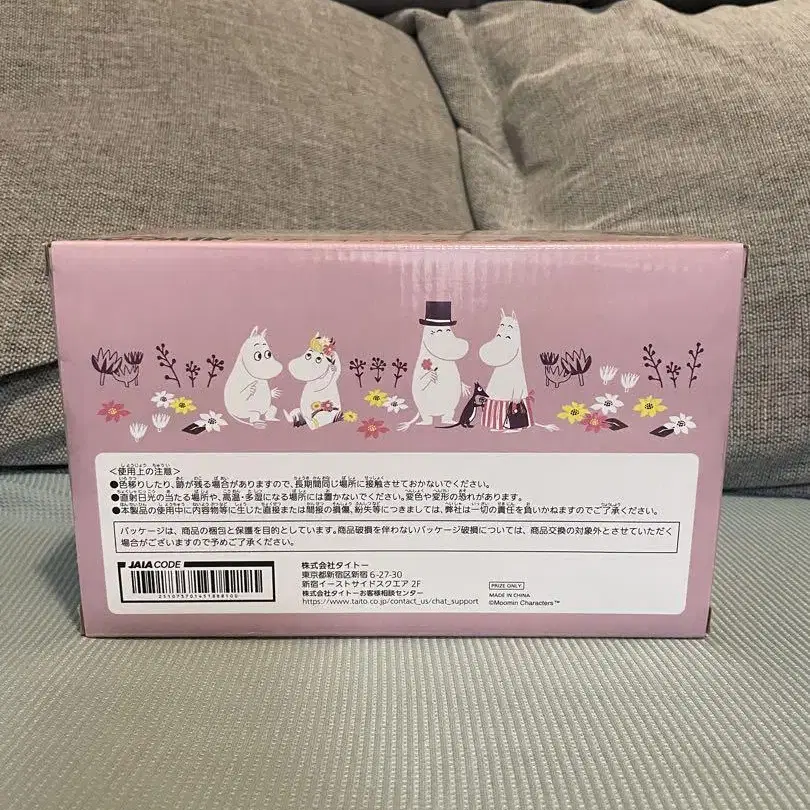 <使用上の注意>
●色移りしたり、跡が残る場合がありますので、長期間同じ場所に接触させておかないでください。
●直射日光の当たる場所や、高温・多湿になる場所には置かないでください。変色や変形の恐れがあります。
●本製品の使用中に内容物等に生じた直接または間接の損傷、紛失等につきましては、弊社は一切の責任を負いかねますのでご了承ください。
パッケージは、商品の梱包と保護を目的としています。商品破損を伴わないパッケージ破損については、商品交換の対象外とさせていただく
場合がございますので予めご了承ください。
JAIA CODE
株式会社タイトー
東京都新宿区新宿 6-27-30
新宿イーストサイドスクエア 2F
株式会社タイトーお客様相談センター
https://www.taito.co.jp/contact_us/chat_support
PRIZE ONLY
MADE IN CHINA
©Moomin Characters™